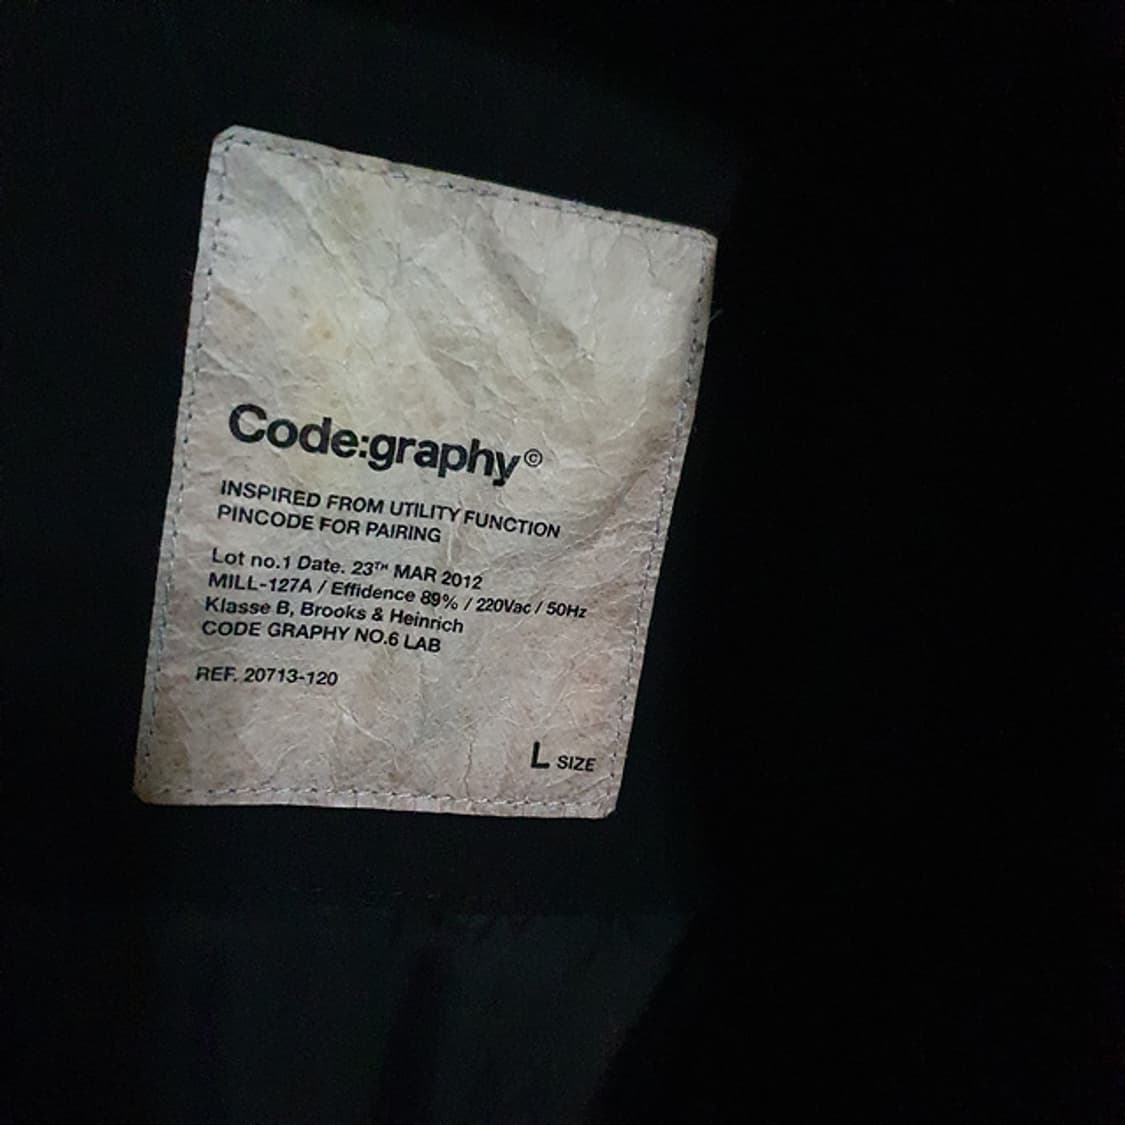 Code:graphy©
INSPIRED FROM UTILITY FUNCTION
PINCODE FOR PAIRING
Lot no.1 Date. 23TH MAR 2012
MILL-127A / Effidence 89% / 220Vac / 50Hz
Klasse B, Brooks & Heinrich
CODE GRAPHY NO.6 LAB
REF. 20713-120
L SIZE